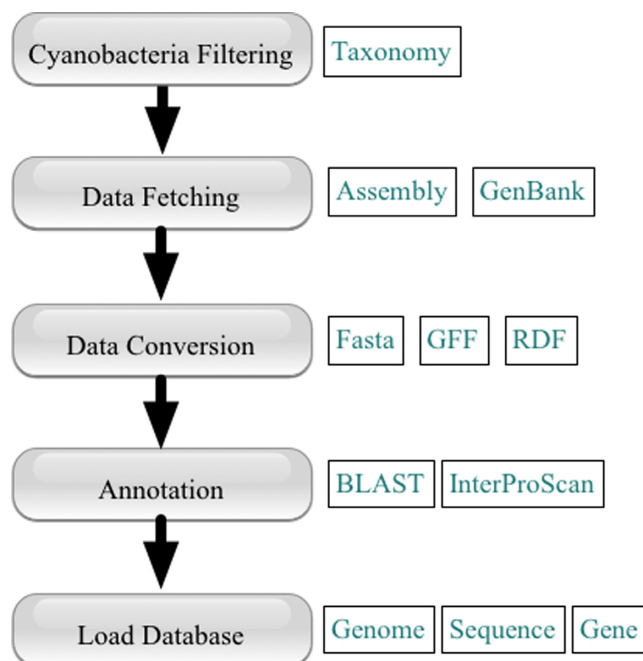 Cyanobacteria Filtering Taxonomy
Data Fetching Assembly GenBank
Data Conversion Fasta GFF RDF
Annotation BLAST InterProScan
Load Database Genome Sequence Gene